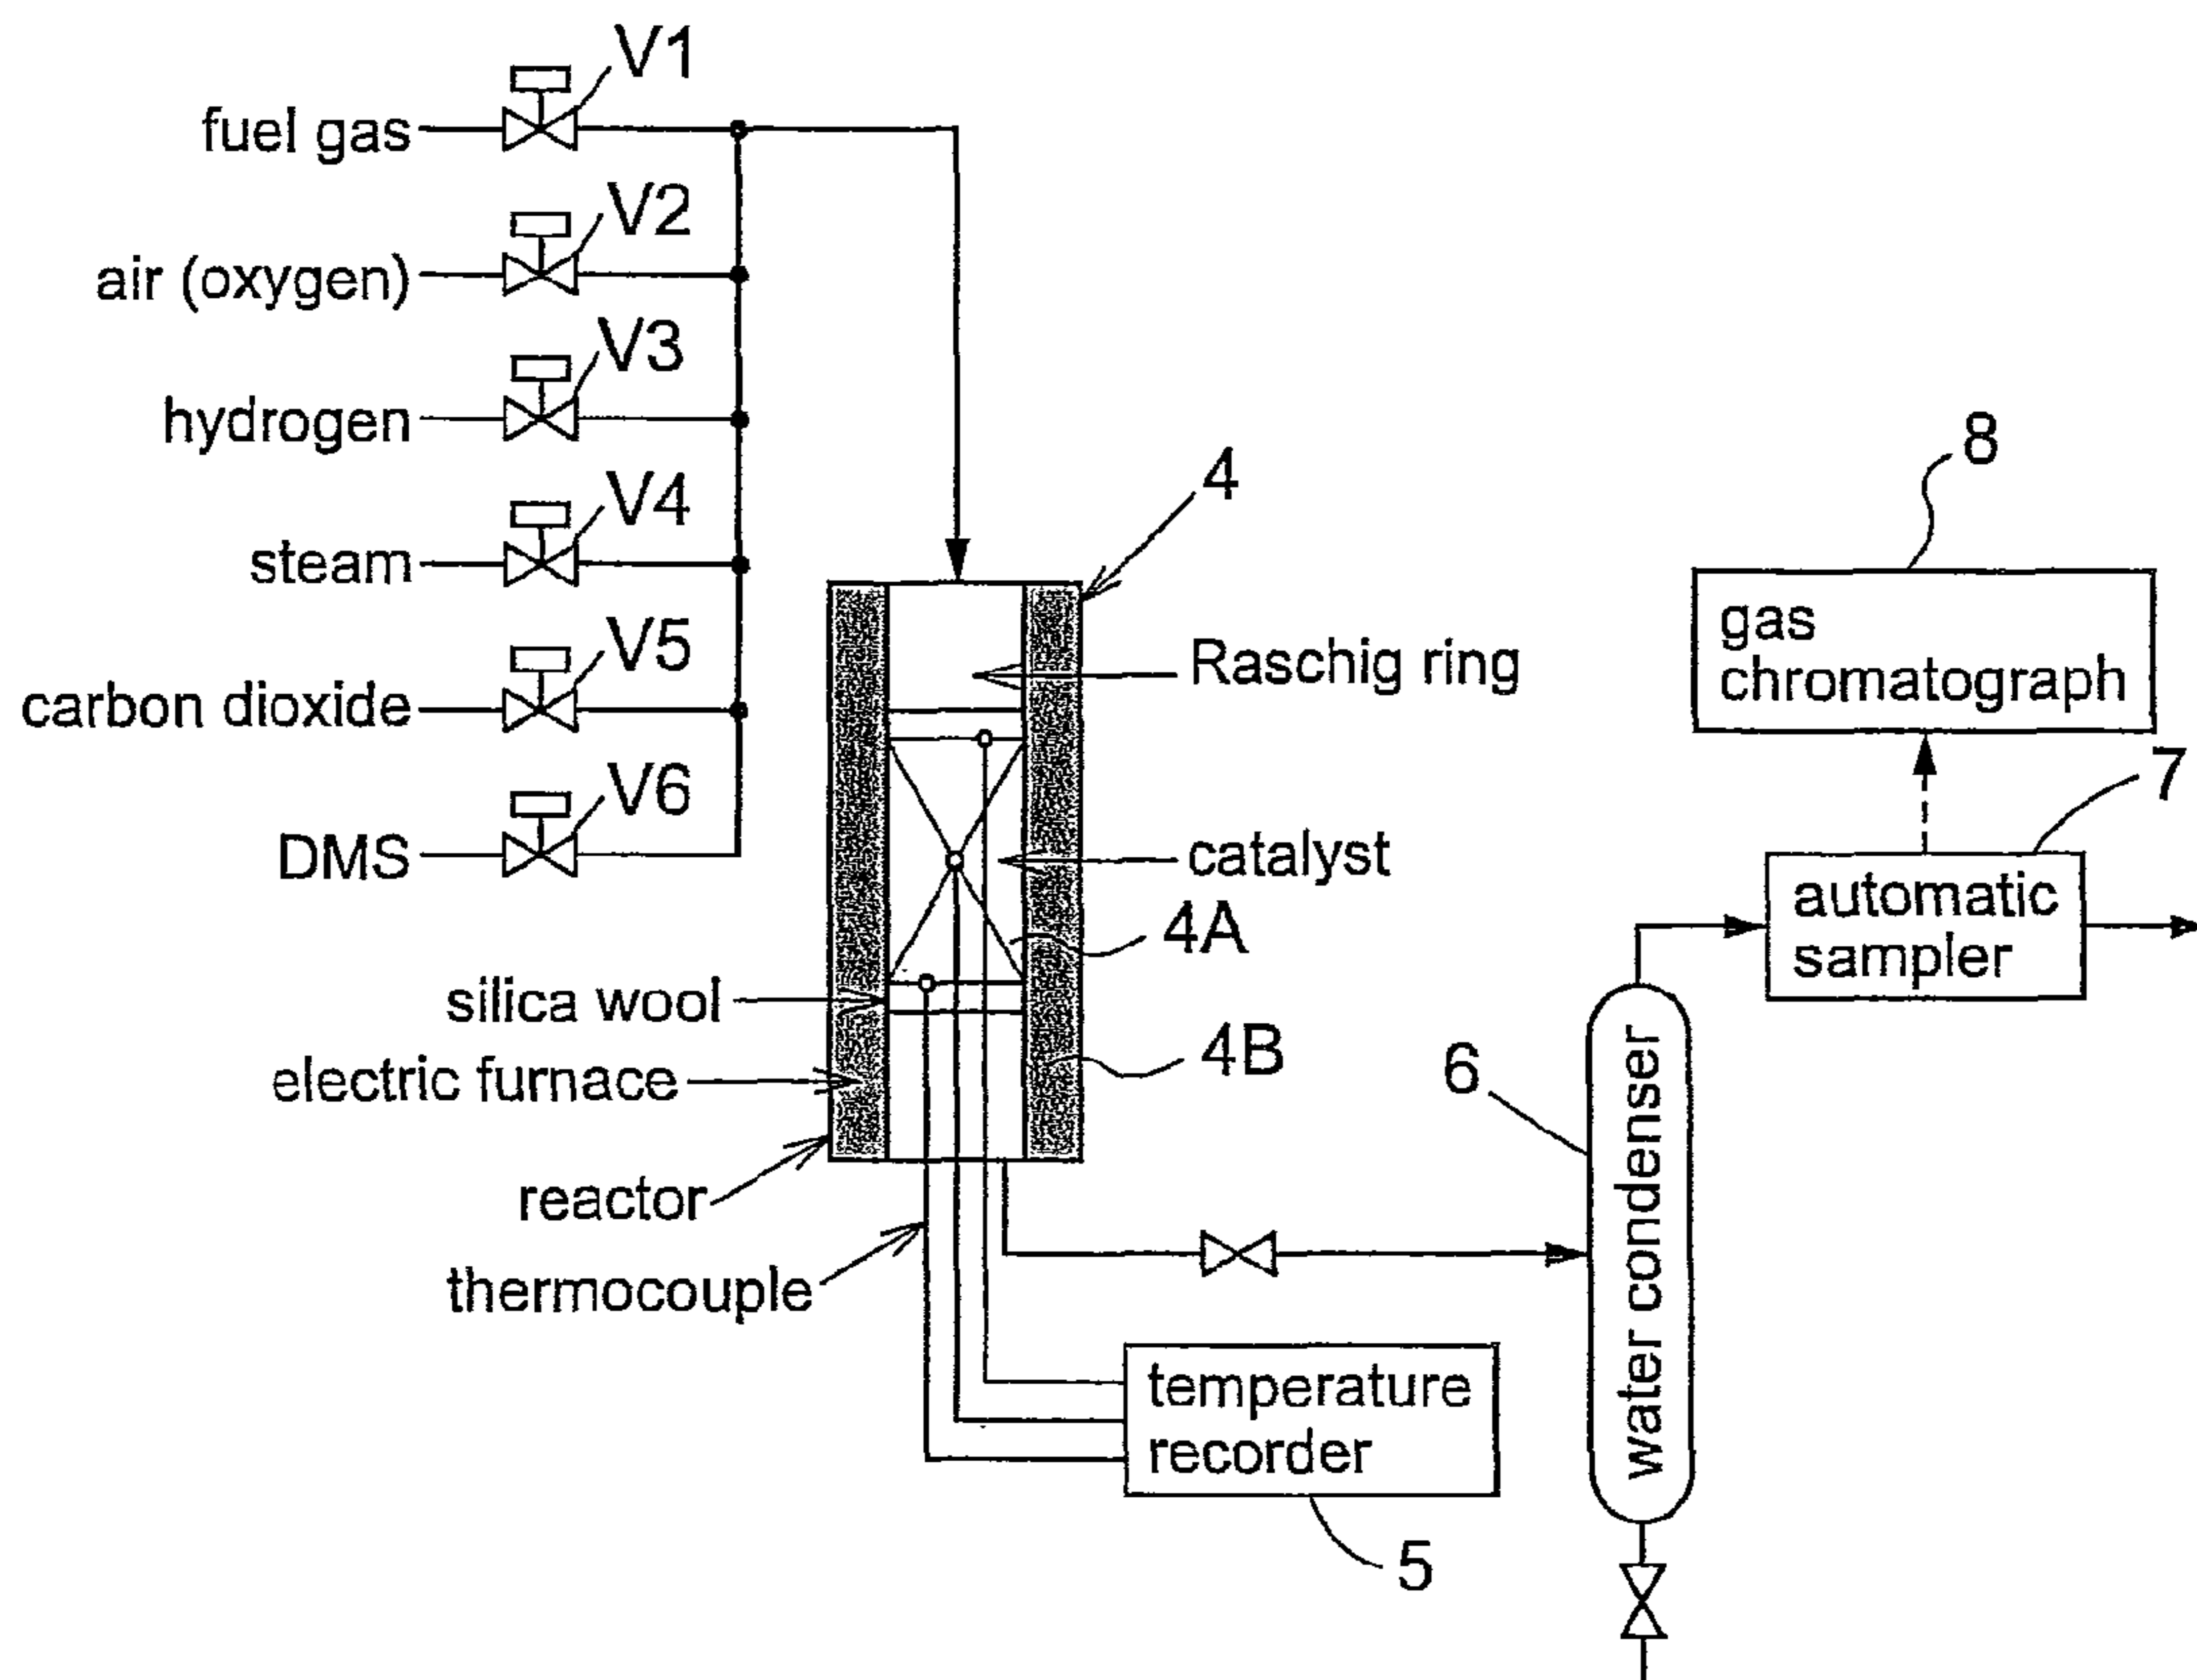 V1
fuel gas
V2
air (oxygen)
V3
hydrogen
V4
steam
V5
carbon dioxide
V6
DMS
4
Raschig ring
catalyst
4A
silica wool
electric furnace
4B
reactor
thermocouple
temperature
recorder
5
6
water condenser
8
gas
chromatograph
7
automatic
sampler